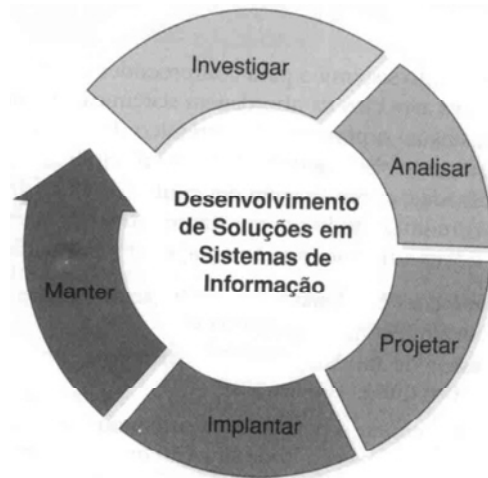 Investigar
Analisar
Desenvolvimento
de Soluções em
Sistemas de
Informação
Manter
Projetar
Implantar